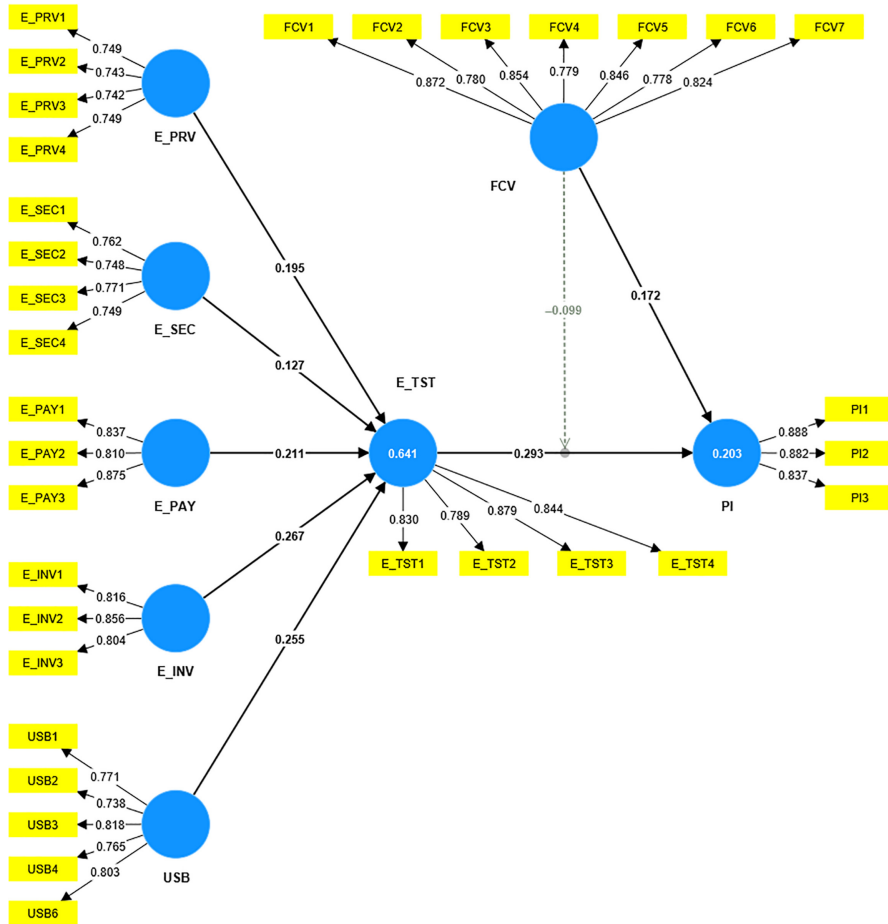 E_PRV1
E_PRV2
E_PRV3
E_PRV4
0.749
0.743
0.742
0.749
E_PRV
FCV1
FCV2
FCV3
FCV4
FCV5
FCV6
FCV7
0.872
0.780
0.854
0.779
0.846
0.778
0.824
FCV
E_SEC1
E_SEC2
E_SEC3
E_SEC4
0.762
0.748
0.771
0.749
E_SEC
0.195
0.127
–0.099
0.172
E_PAY1
E_PAY2
E_PAY3
0.837
0.810
0.875
E_PAY
0.211
E_TST
0.641
0.293
0.203
PI
0.888
0.882
0.837
PI1
PI2
PI3
0.830
0.789
0.879
0.844
E_TST1
E_TST2
E_TST3
E_TST4
E_INV1
E_INV2
E_INV3
0.816
0.856
0.804
E_INV
0.267
0.255
USB1
USB2
USB3
USB4
USB6
0.771
0.738
0.818
0.765
0.803
USB